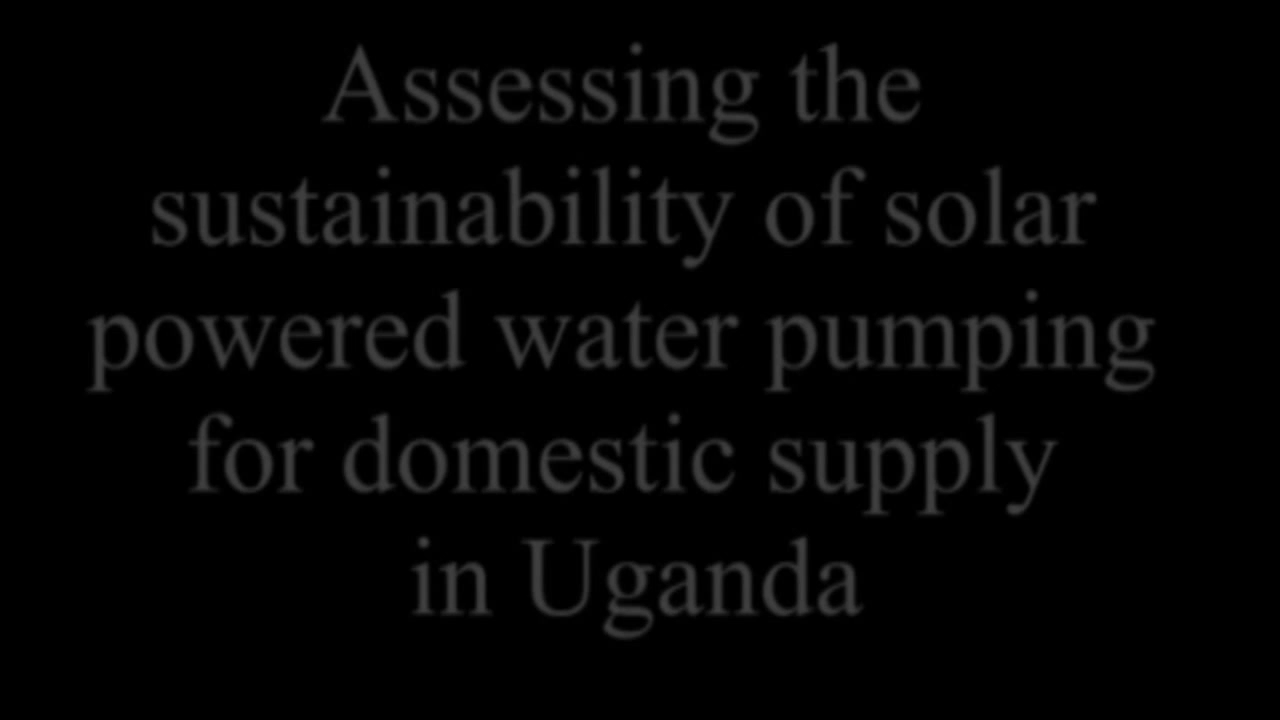 Assessing the
sustainability of solar
powered water pumping
for domestic supply
in Uganda